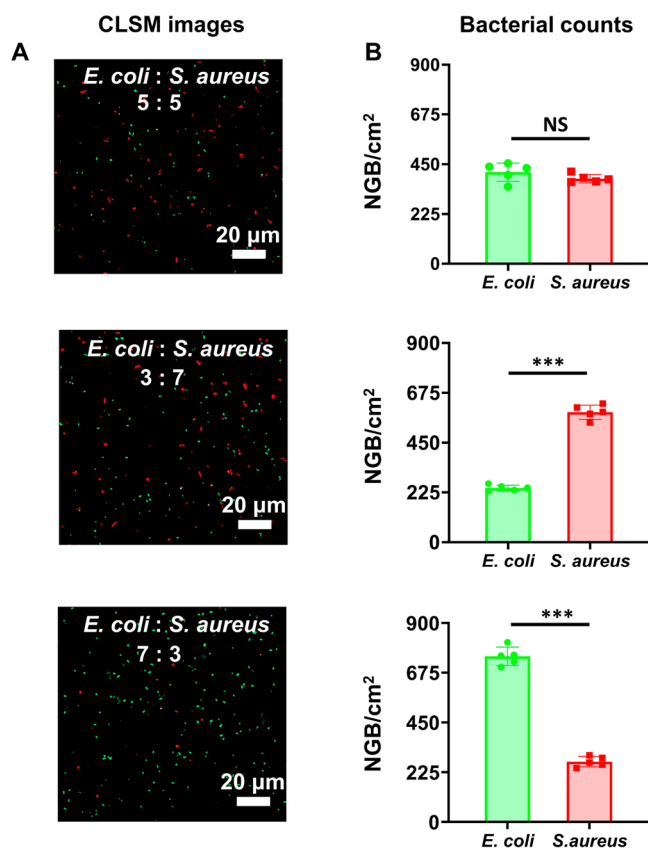 CLSM images
Bacterial counts
A
B
E. coli : S. aureus
5 : 5
20 µm
NGB/cm²
900
675
450
225
0
NS
E. coli
S. aureus
E. coli : S. aureus
3 : 7
20 µm
NGB/cm²
900
675
450
225
0
***
E. coli
S. aureus
E. coli : S. aureus
7 : 3
20 µm
NGB/cm²
900
675
450
225
0
***
E. coli
S.aureus